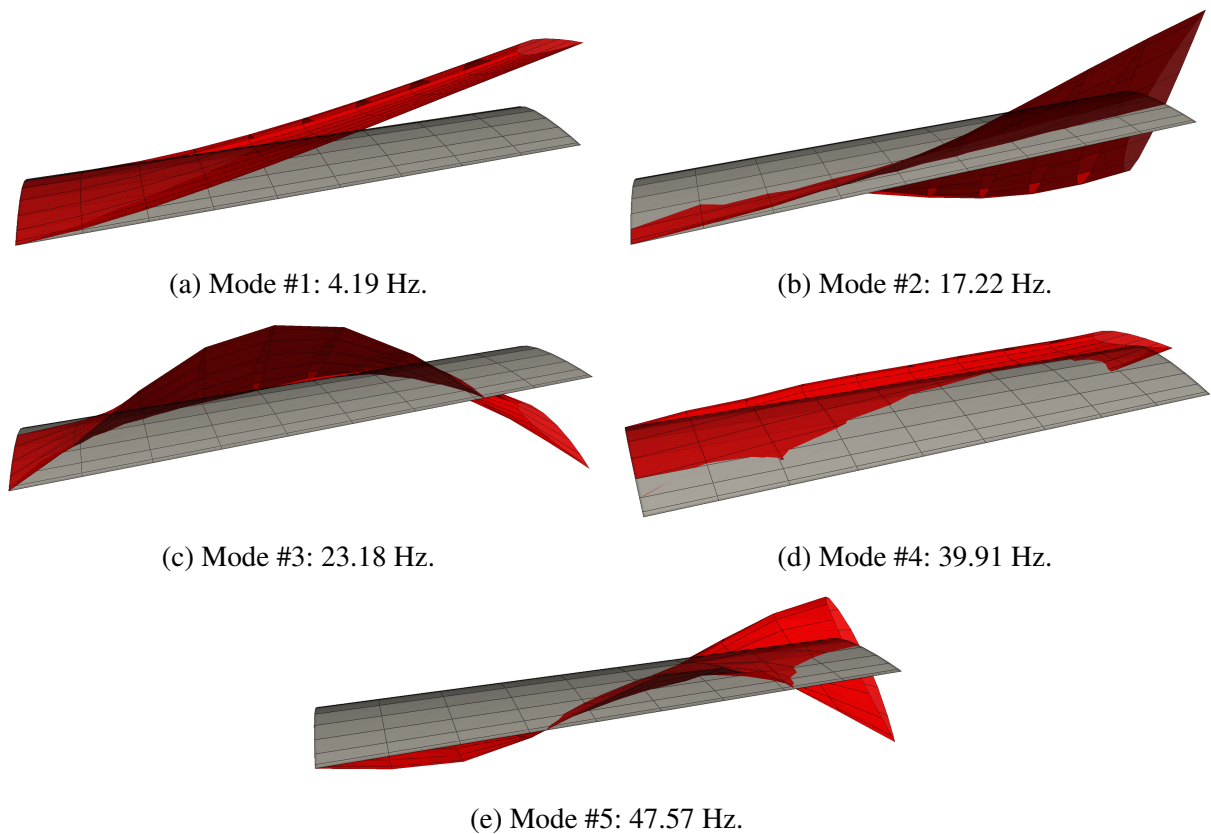 (a) Mode #1: 4.19 Hz.
(b) Mode #2: 17.22 Hz.
(c) Mode #3: 23.18 Hz.
(d) Mode #4: 39.91 Hz.
(e) Mode #5: 47.57 Hz.